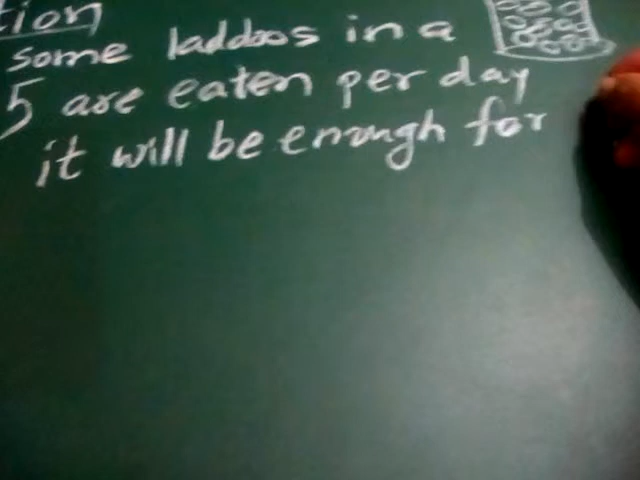 tion
some laddoos in a
5 are eaten per day
it will be enough for